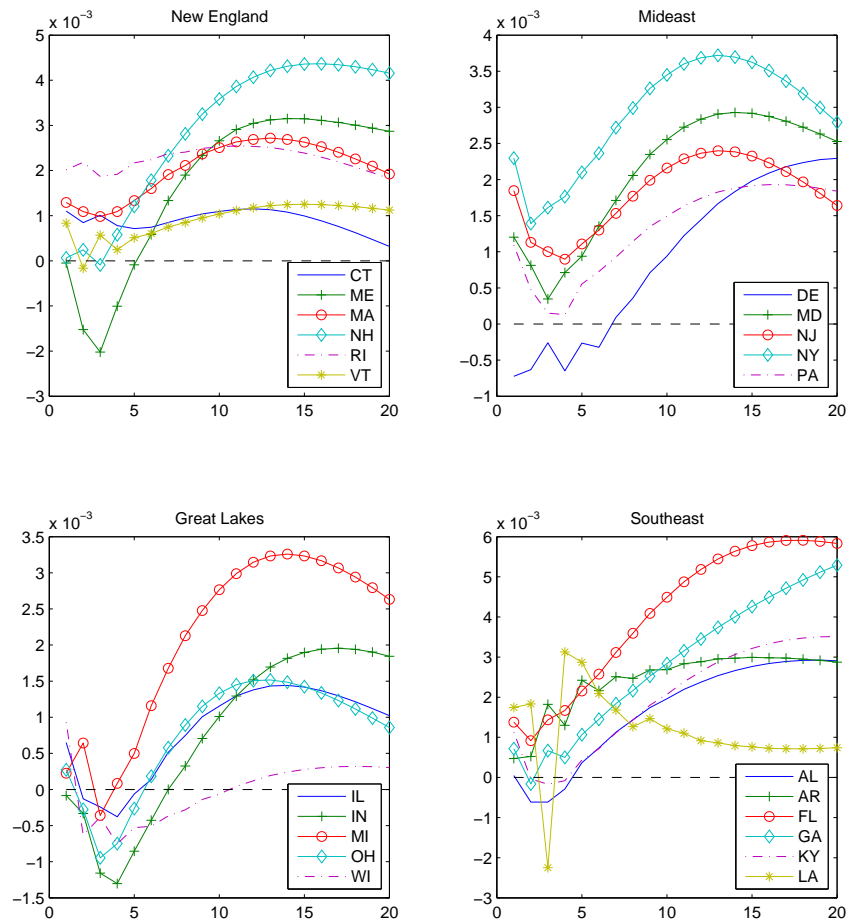 New England
x 10⁻³
5
4
3
2
1
0
−1
−2
−3
0 5 10 15 20
CT
ME
MA
NH
RI
VT
Mideast
x 10⁻³
4
3.5
3
2.5
2
1.5
1
0.5
0
−0.5
−1
0 5 10 15 20
DE
MD
NJ
NY
PA
Great Lakes
x 10⁻³
3.5
3
2.5
2
1.5
1
0.5
0
−0.5
−1
−1.5
0 5 10 15 20
IL
IN
MI
OH
WI
Southeast
x 10⁻³
6
5
4
3
2
1
0
−1
−2
−3
0 5 10 15 20
AL
AR
FL
GA
KY
LA